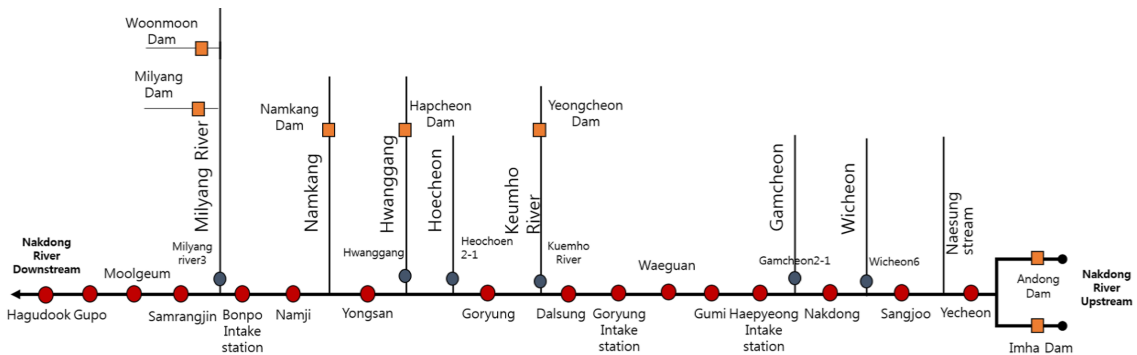 Woonmoon
Dam
Milyang
Dam
Milyang River
Namkang
Dam
Namkang
Hapcheon
Dam
Hwanggang
Hoecheon
Yeongcheon
Dam
Keumho
River
Gamcheon
Wicheon
Naesung
stream
Nakdong
River
Downstream
Milyang
river3
Hwanggang
Heochoen
2-1
Kuemho
River
Gamcheon2-1
Wicheon6
Andong
Dam
Nakdong
River
Upstream
Imha Dam
Hagudook
Gupo
Moolgeum
Samrangjin
Bonpo
Intake
station
Namji
Yongsan
Goryung
Dalsung
Goryung
Intake
station
Waeguan
Gumi
Haepyeong
Intake
station
Nakdong
Sangjoo
Yecheon